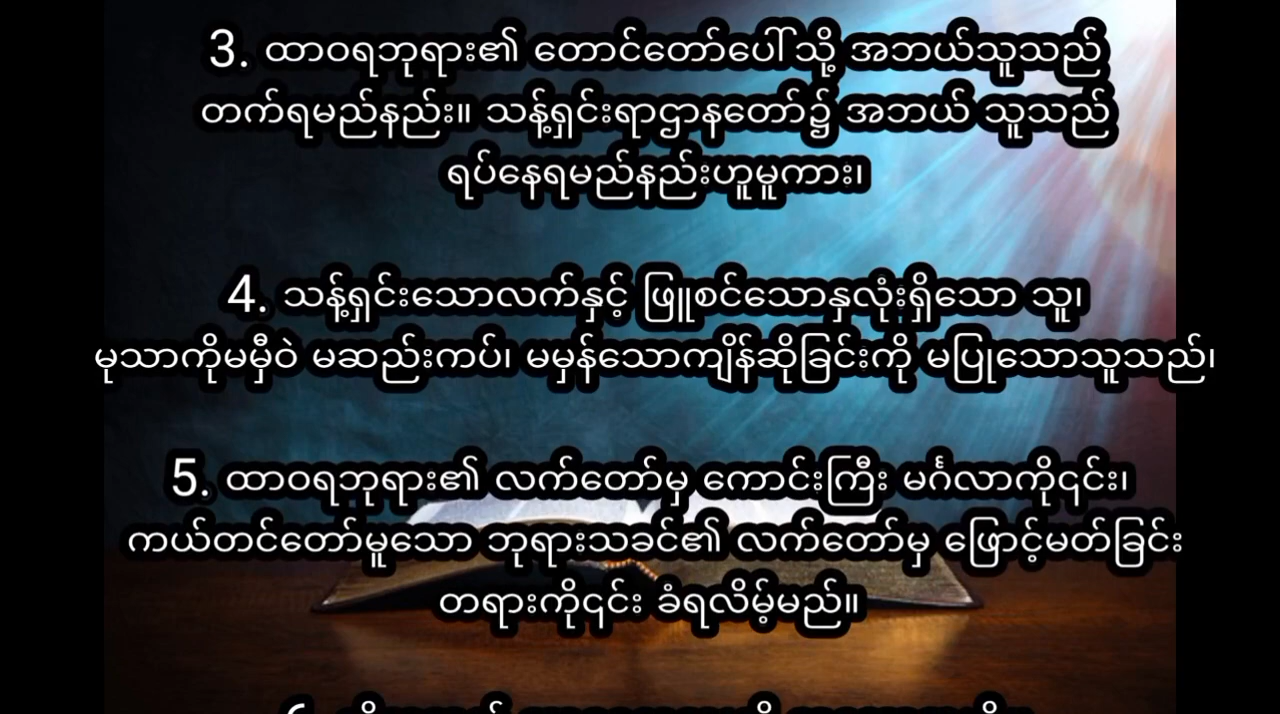 3. ထာဝရဘုရား၏ တောင်တော်ပေါ်သို့ အဘယ်သူသည်
တက်ရမည်နည်း။ သန့်ရှင်းရာဌာနတော်၌ အဘယ် သူသည်
ရပ်နေရမည်နည်းဟူမူကား၊
4. သန့်ရှင်းသောလက်နှင့် ဖြူစင်သောနှလုံးရှိသော သူ၊
မုသာကိုမမှီဝဲ မဆည်းကပ်၊ မမှန်သောကျိန်ဆိုခြင်းကို မပြုသောသူသည်၊
5. ထာဝရဘုရား၏ လက်တော်မှ ကောင်းကြီး မင်္ဂလာကို၎င်း၊
ကယ်တင်တော်မူသော ဘုရားသခင်၏ လက်တော်မှ ဖြောင့်မတ်ခြင်း
တရားကို၎င်း ခံရလိမ့်မည်။